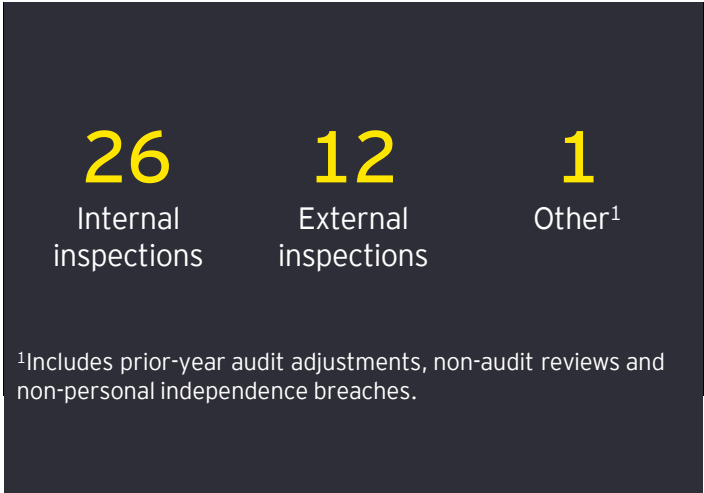 26
Internal
inspections
12
External
inspections
1
Other¹
¹Includes prior-year audit adjustments, non-audit reviews and
non-personal independence breaches.